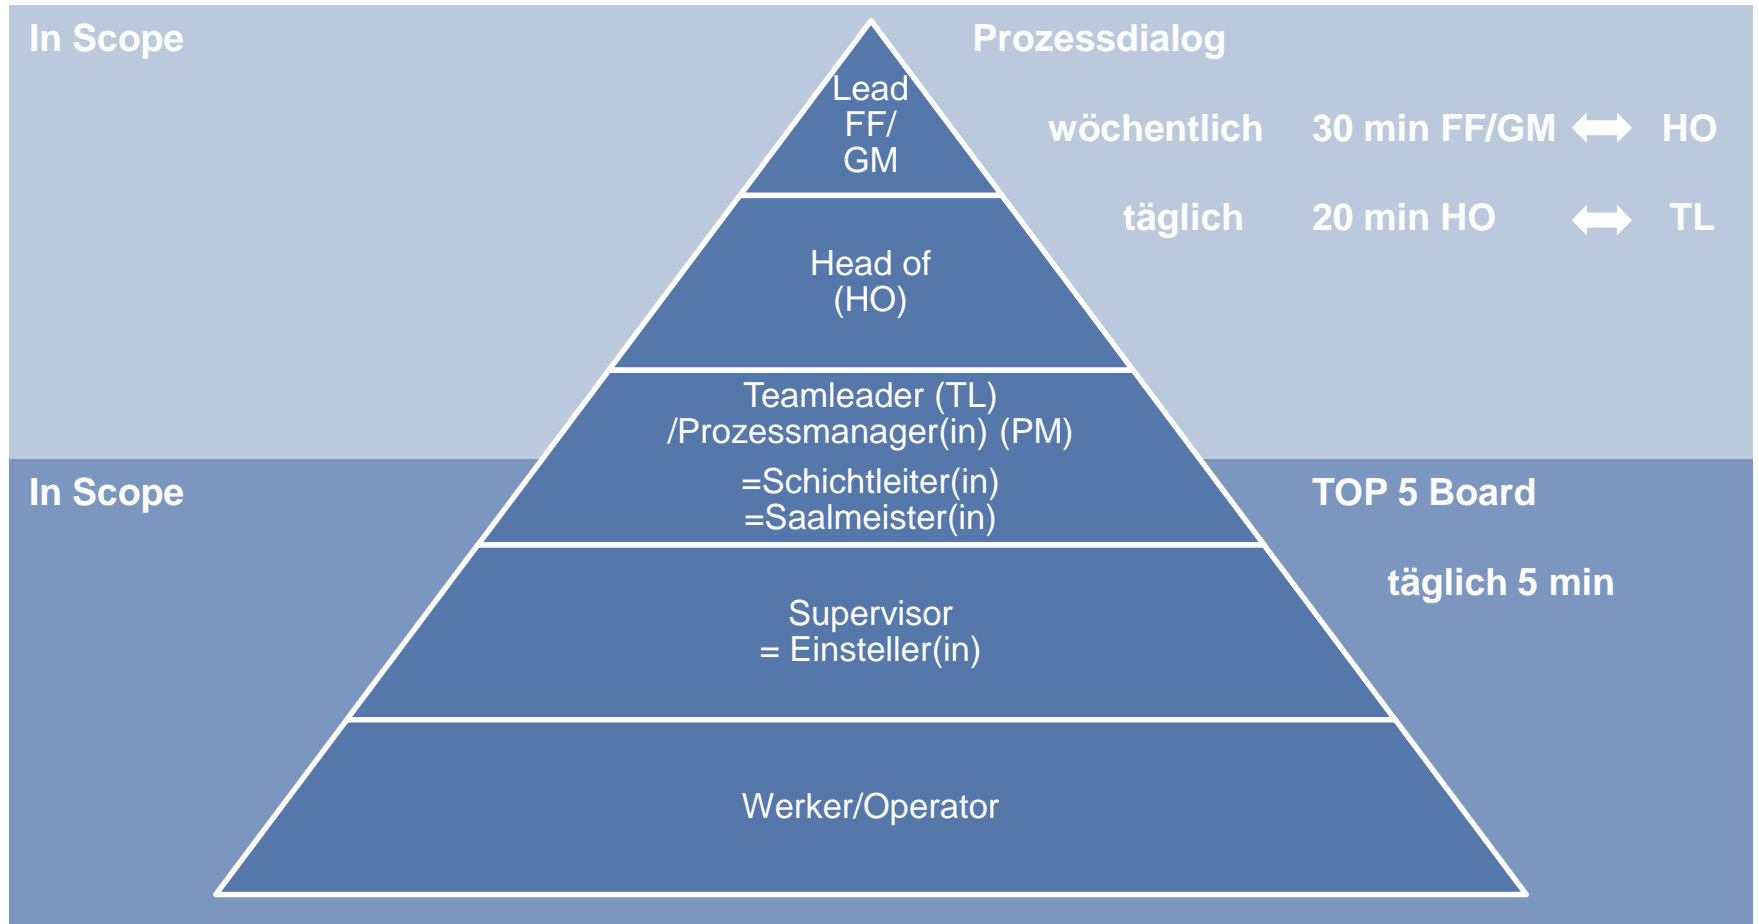 In Scope
Prozessdialog
Lead
FF/
GM
wöchentlich 30 min FF/GM HO
täglich 20 min HO TL
Head of
(HO)
Teamleader (TL)
/Prozessmanager(in) (PM)
=Schichtleiter(in)
=Saalmeister(in)
In Scope
TOP 5 Board
täglich 5 min
Supervisor
= Einsteller(in)
Werker/Operator